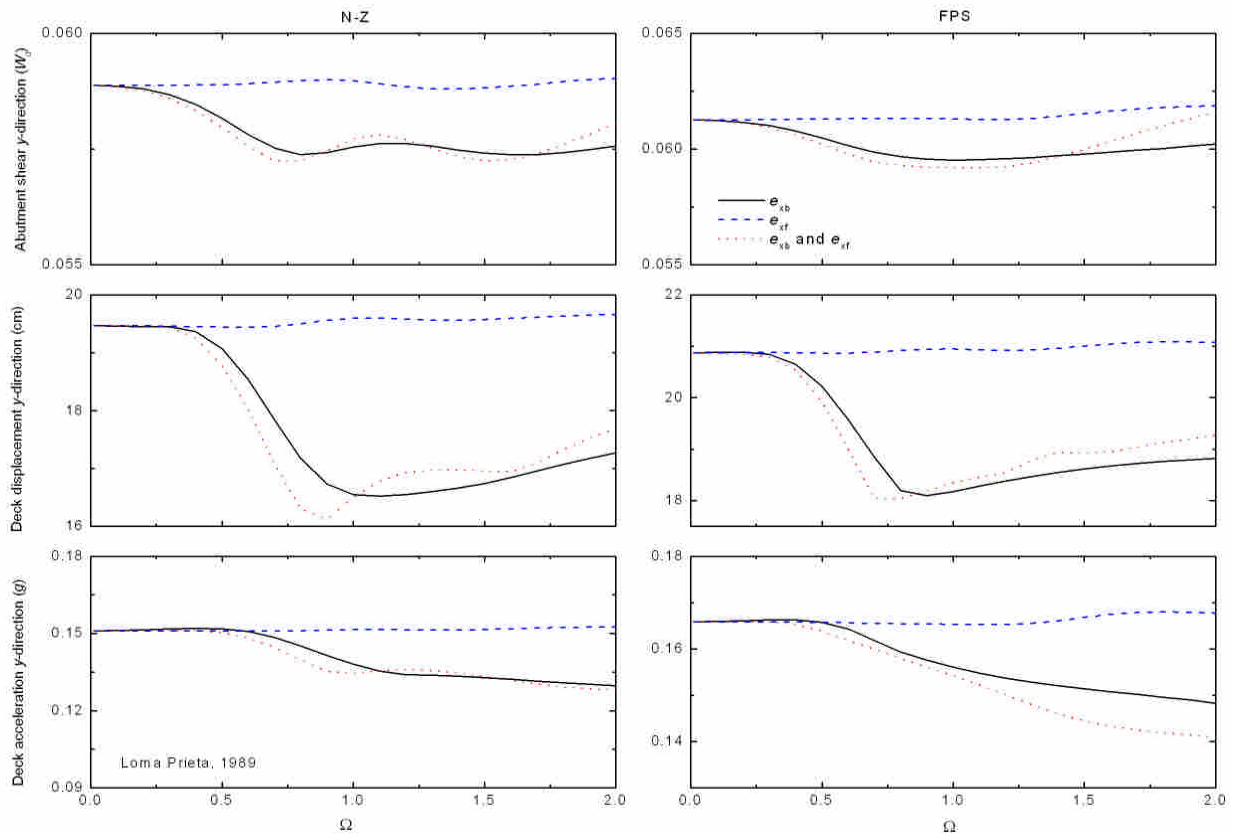 N-Z
FPS
Abutment shear y-direction (W_d)
0.060
0.055
0.065
0.060
0.055
e_xb
e_xf
e_xb and e_xf
Deck displacement y-direction (cm)
20
18
16
22
20
18
Deck acceleration y-direction (g)
0.18
0.15
0.12
0.09
0.18
0.16
0.14
Loma Prieta, 1989
0.0 0.5 1.0 1.5 2.0
0.0 0.5 1.0 1.5 2.0
Ω
Ω